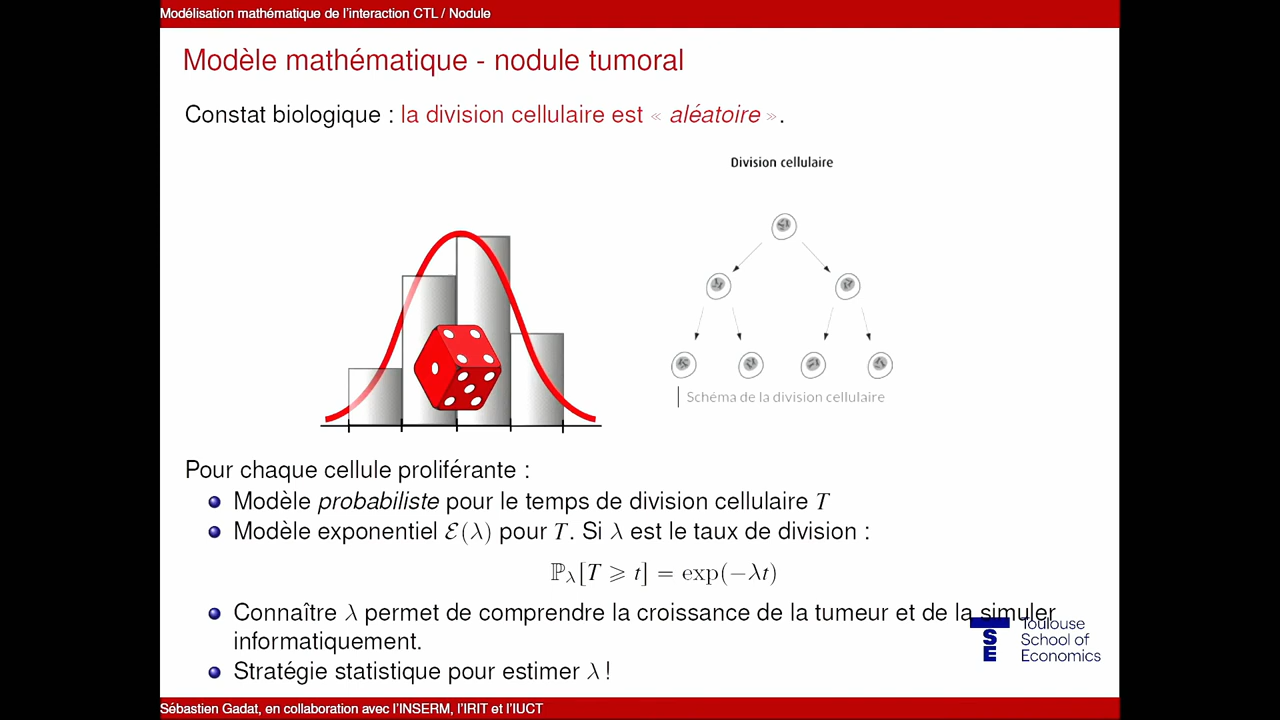 Modélisation mathématique de l'interaction CTL / Nodule
Modèle mathématique - nodule tumoral
Constat biologique : la division cellulaire est « aléatoire ».
Division cellulaire
Schéma de la division cellulaire
Pour chaque cellule proliférante :
Modèle probabiliste pour le temps de division cellulaire T
Modèle exponentiel ℰ(λ) pour T. Si λ est le taux de division :
ℙλ[T ⩾ t] = exp(−λt)
Connaître λ permet de comprendre la croissance de la tumeur et de la simuler
informatiquement.
Stratégie statistique pour estimer λ !
TSE
Toulouse
School of
Economics
Sébastien Gadat, en collaboration avec l'INSERM, l'IRIT et l'IUCT